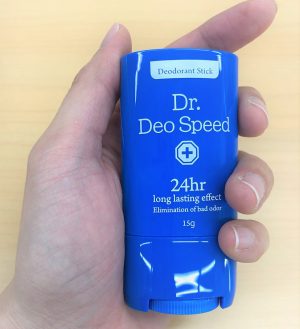 Deodorant Stick
Dr.
Deo Speed
24hr
long lasting effect
Elimination of bad odor
15g